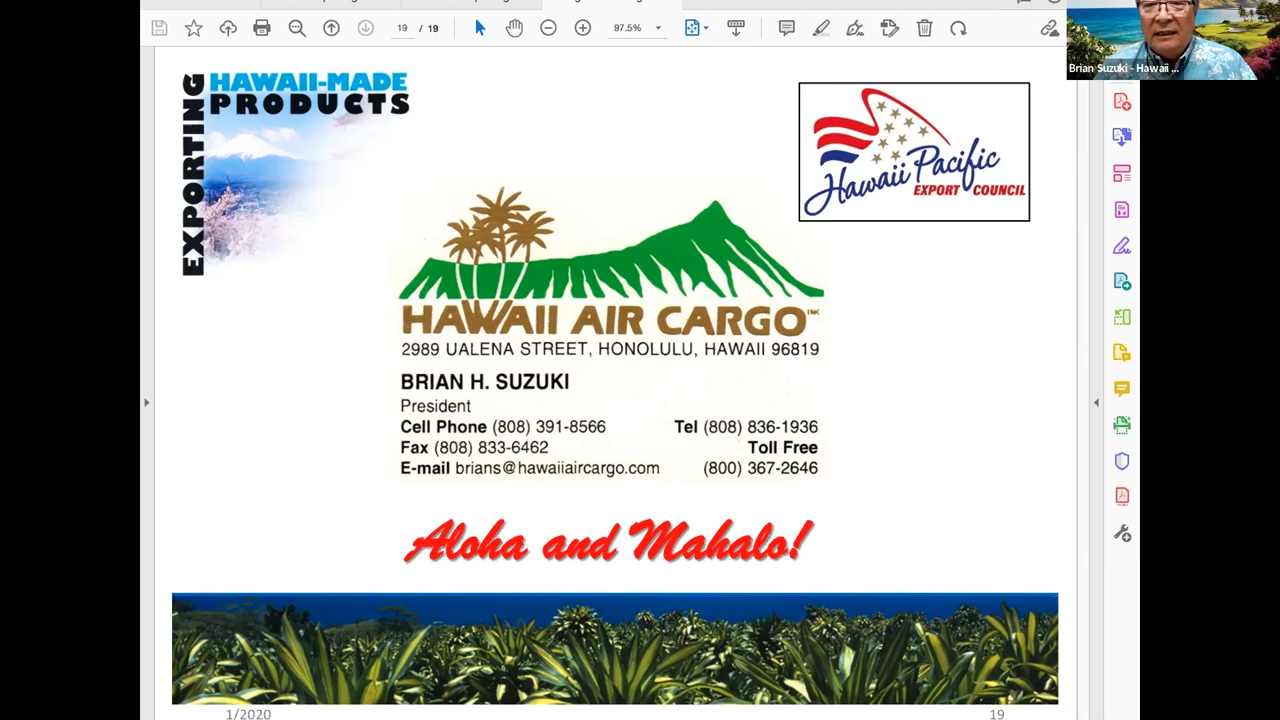 19 / 19
97.5%
Brian Suzuki - Hawaii ...
EXPORTING
HAWAII-MADE
PRODUCTS
Hawaii Pacific
EXPORT COUNCIL
HAWAII AIR CARGO INC
2989 UALENA STREET, HONOLULU, HAWAII 96819
BRIAN H. SUZUKI
President
Cell Phone (808) 391-8566 Tel (808) 836-1936
Fax (808) 833-6462 Toll Free
E-mail brians@hawaiiaircargo.com (800) 367-2646
Aloha and Mahalo!
1/2020 19